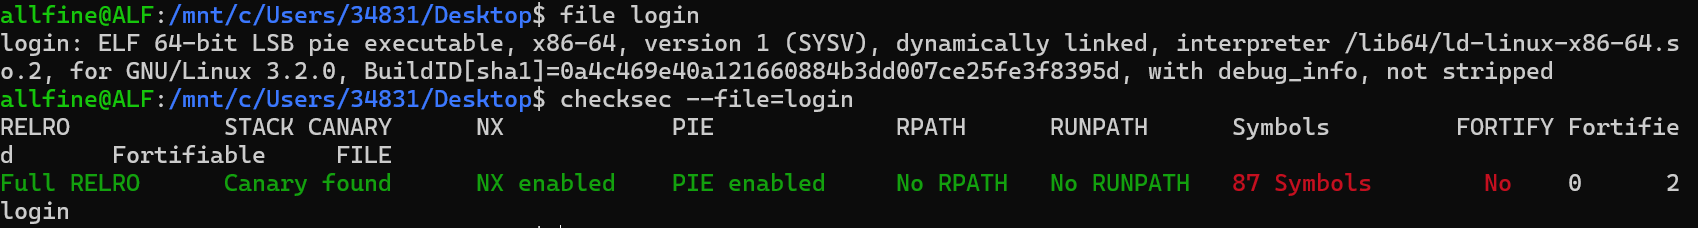 allfine@ALF:/mnt/c/Users/34831/Desktop$ file login
login: ELF 64-bit LSB pie executable, x86-64, version 1 (SYSV), dynamically linked, interpreter /lib64/ld-linux-x86-64.s
o.2, for GNU/Linux 3.2.0, BuildID[sha1]=0a4c469e40a121660884b3dd007ce25fe3f8395d, with debug_info, not stripped
allfine@ALF:/mnt/c/Users/34831/Desktop$ checksec --file=login
RELRO           STACK CANARY      NX            PIE             RPATH      RUNPATH      Symbols         FORTIFY Fortifie
d       Fortifiable     FILE
Full RELRO      Canary found      NX enabled    PIE enabled     No RPATH   No RUNPATH   87 Symbols        No    0      2
login